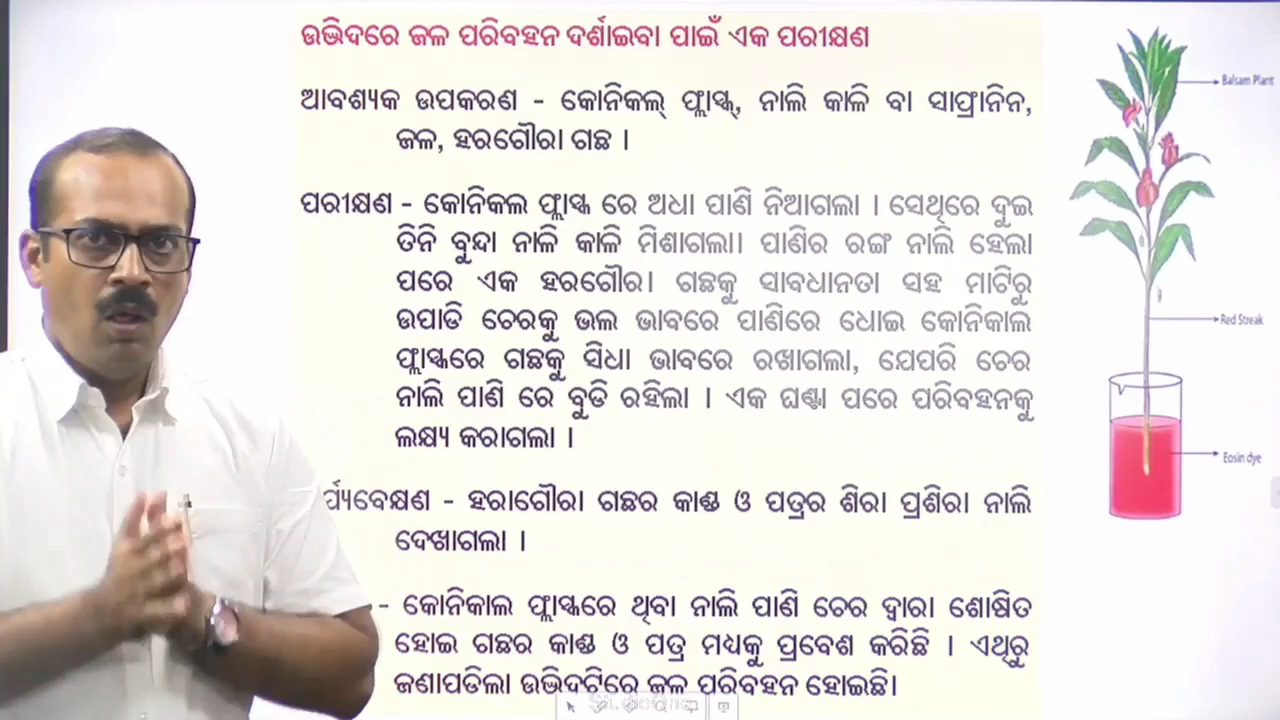 ଉଦ୍ଭିଦରେ ଜଳ ପରିବହନ ଦର୍ଶାଇବା ପାଇଁ ଏକ ପରୀକ୍ଷଣ
ଆବଶ୍ୟକ ଉପକରଣ - କୋନିକଲ୍ ଫ୍ଲାସ୍କ୍, ନାଲି କାଳି ବା ସାଫ୍ରାନିନ,
ଜଳ, ହରଗୌରା ଗଛ ।
ପରୀକ୍ଷଣ - କୋନିକଲ ଫ୍ଲାସ୍କ ରେ ଅଧା ପାଣି ନିଆଗଲା । ସେଥିରେ ଦୁଇ
ତିନି ବୁନ୍ଦା ନାଳି କାଳି ମିଶାଗଲା। ପାଣିର ରଙ୍ଗ ନାଲି ହେଲା
ପରେ ଏକ ହରଗୌରା ଗଛକୁ ସାବଧାନତା ସହ ମାଟିରୁ
ଉପାଡି ଚେରକୁ ଭଲ ଭାବରେ ପାଣିରେ ଧୋଇ କୋନିକାଲ
ଫ୍ଲାସ୍କରେ ଗଛକୁ ସିଧା ଭାବରେ ରଖାଗଲା, ଯେପରି ଚେର
ନାଲି ପାଣି ରେ ବୁଡି ରହିଲା । ଏକ ଘଣ୍ଟା ପରେ ପରିବହନକୁ
ଲକ୍ଷ୍ୟ କରାଗଲା ।
ର୍ଯ୍ୟବେକ୍ଷଣ - ହରାଗୌରା ଗଛର କାଣ୍ଡ ଓ ପତ୍ରର ଶିରା ପ୍ରଶିରା ନାଲି
ଦେଖାଗଲା ।
- କୋନିକାଲ ଫ୍ଲାସ୍କରେ ଥିବା ନାଲି ପାଣି ଚେର ଦ୍ୱାରା ଶୋଷିତ
ହୋଇ ଗଛର କାଣ୍ଡ ଓ ପତ୍ର ମଧ୍ୟକୁ ପ୍ରବେଶ କରିଛି । ଏଥିରୁ
ଜଣାପଡିଲା ଉଦ୍ଭିଦଟିରେ ଜଳ ପରିବହନ ହୋଇଛି।
Balsam Plant
Red Streak
Eosin dye